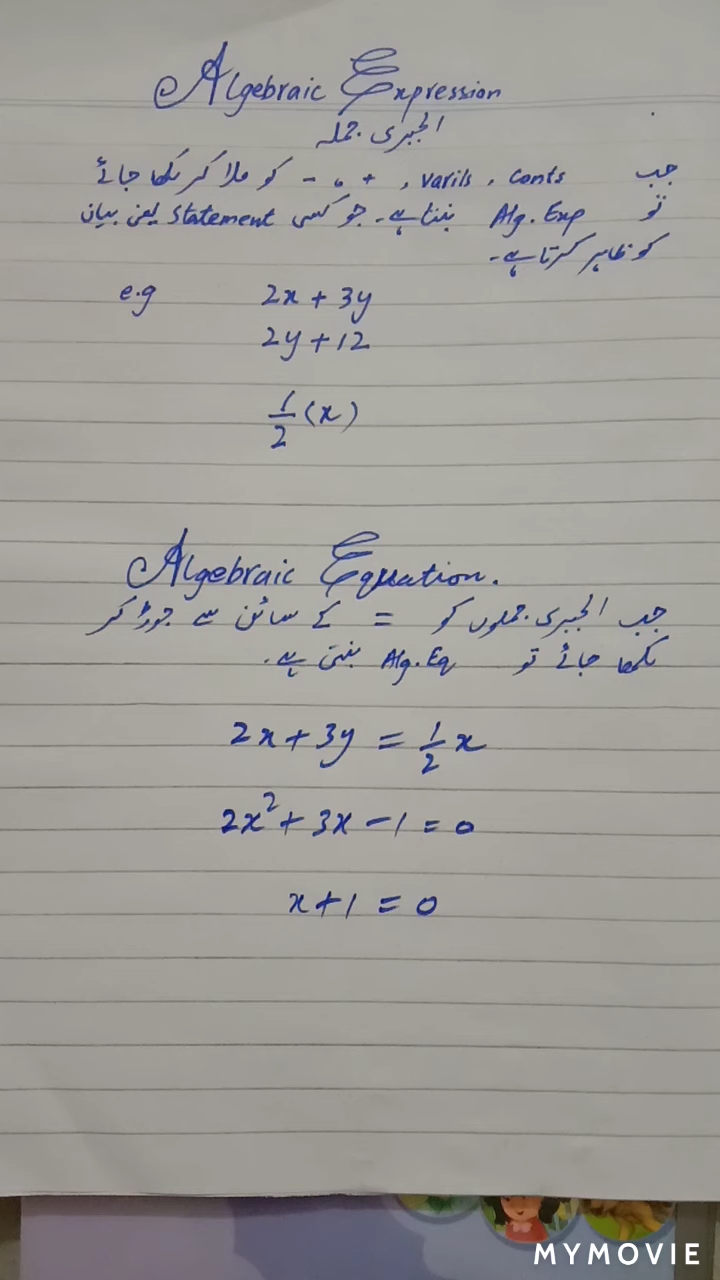 Algebraic Expression
الجبری جملہ
جب conts , varils , + , - کو ملا کر لکھا جائے
تو Alg. Exp بنتا ہے۔ جو کسی statement یعنی بیان
کو ظاہر کرتا ہے۔
e.g 2x + 3y
2y + 12
1/2 (x)
Algebraic Equation.
جب الجبری جملوں کو = کے سائن سے جوڑ کر
لکھا جائے تو Alg. Eq بنتی ہے۔
2x + 3y = 1/2 x
2x² + 3x - 1 = 0
x + 1 = 0
MYMOVIE